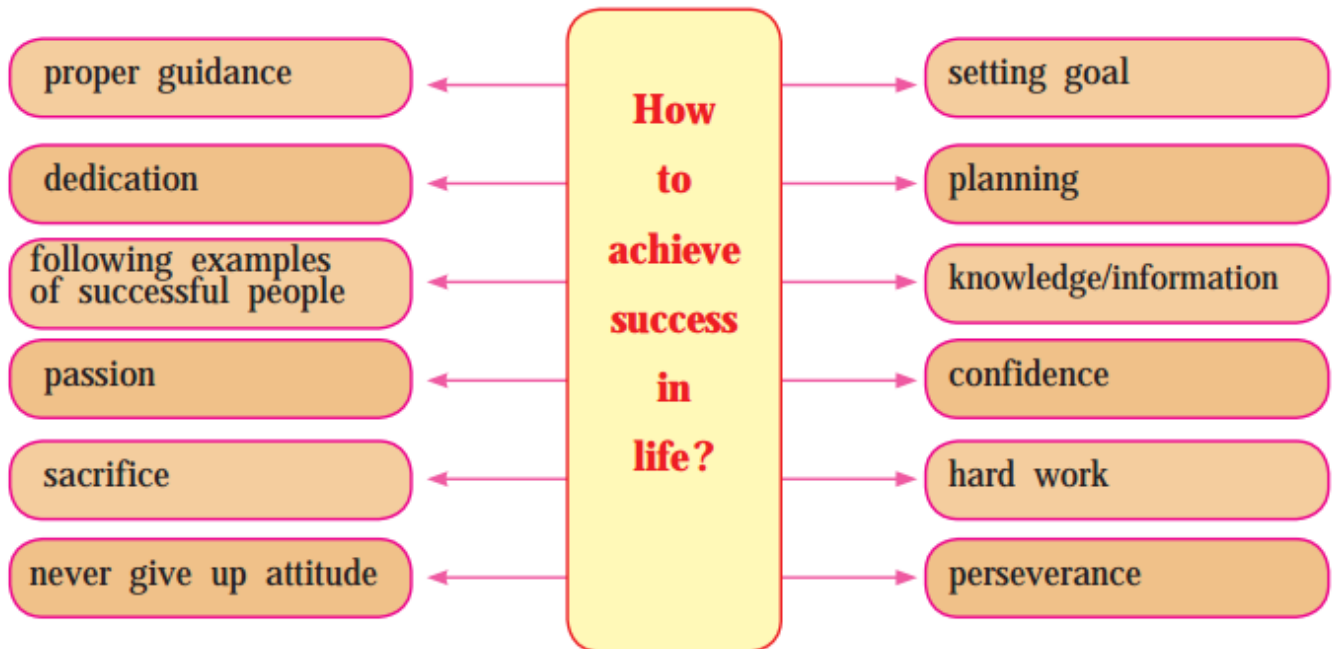 How
to
achieve
success
in
life?
proper guidance
dedication
following examples
of successful people
passion
sacrifice
never give up attitude
setting goal
planning
knowledge/information
confidence
hard work
perseverance